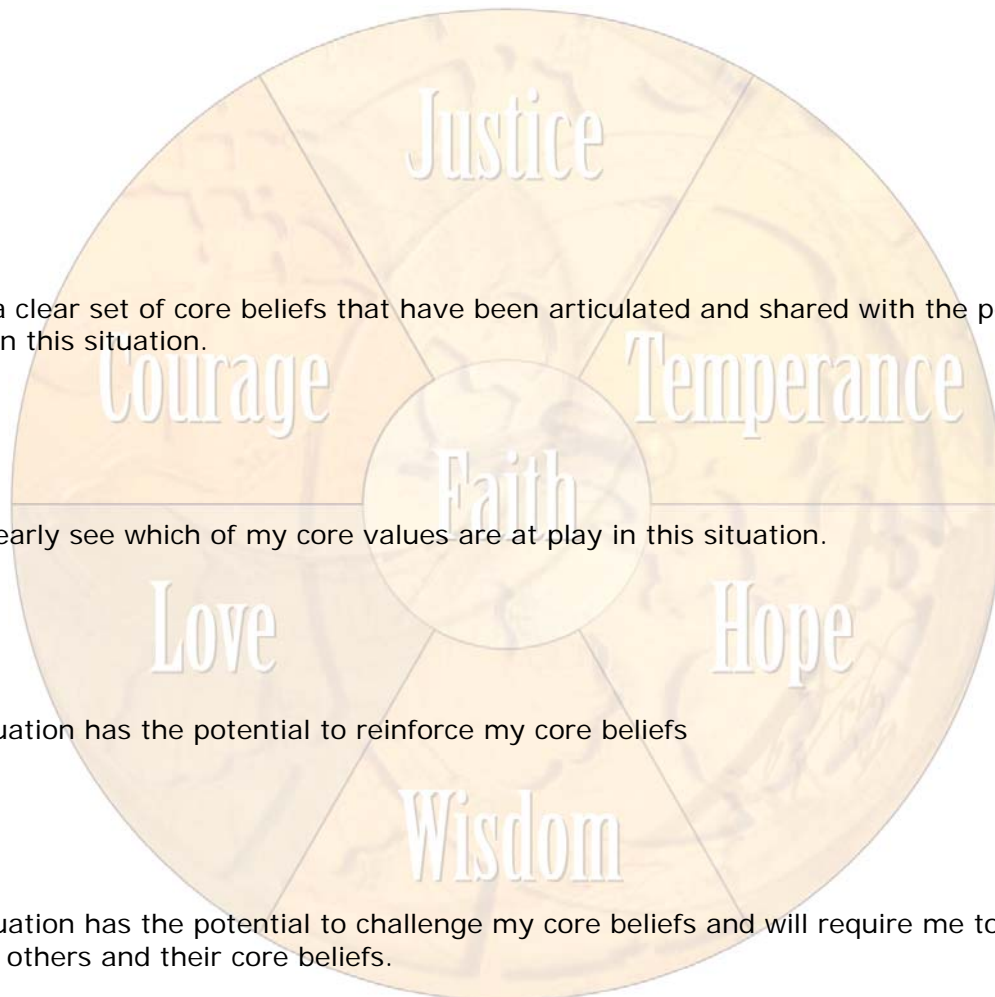 Justice
a clear set of core beliefs that have been articulated and shared with the p
n this situation.
Courage
Temperance
Faith
early see which of my core values are at play in this situation.
Love
Hope
uation has the potential to reinforce my core beliefs
Wisdom
uation has the potential to challenge my core beliefs and will require me to
others and their core beliefs.